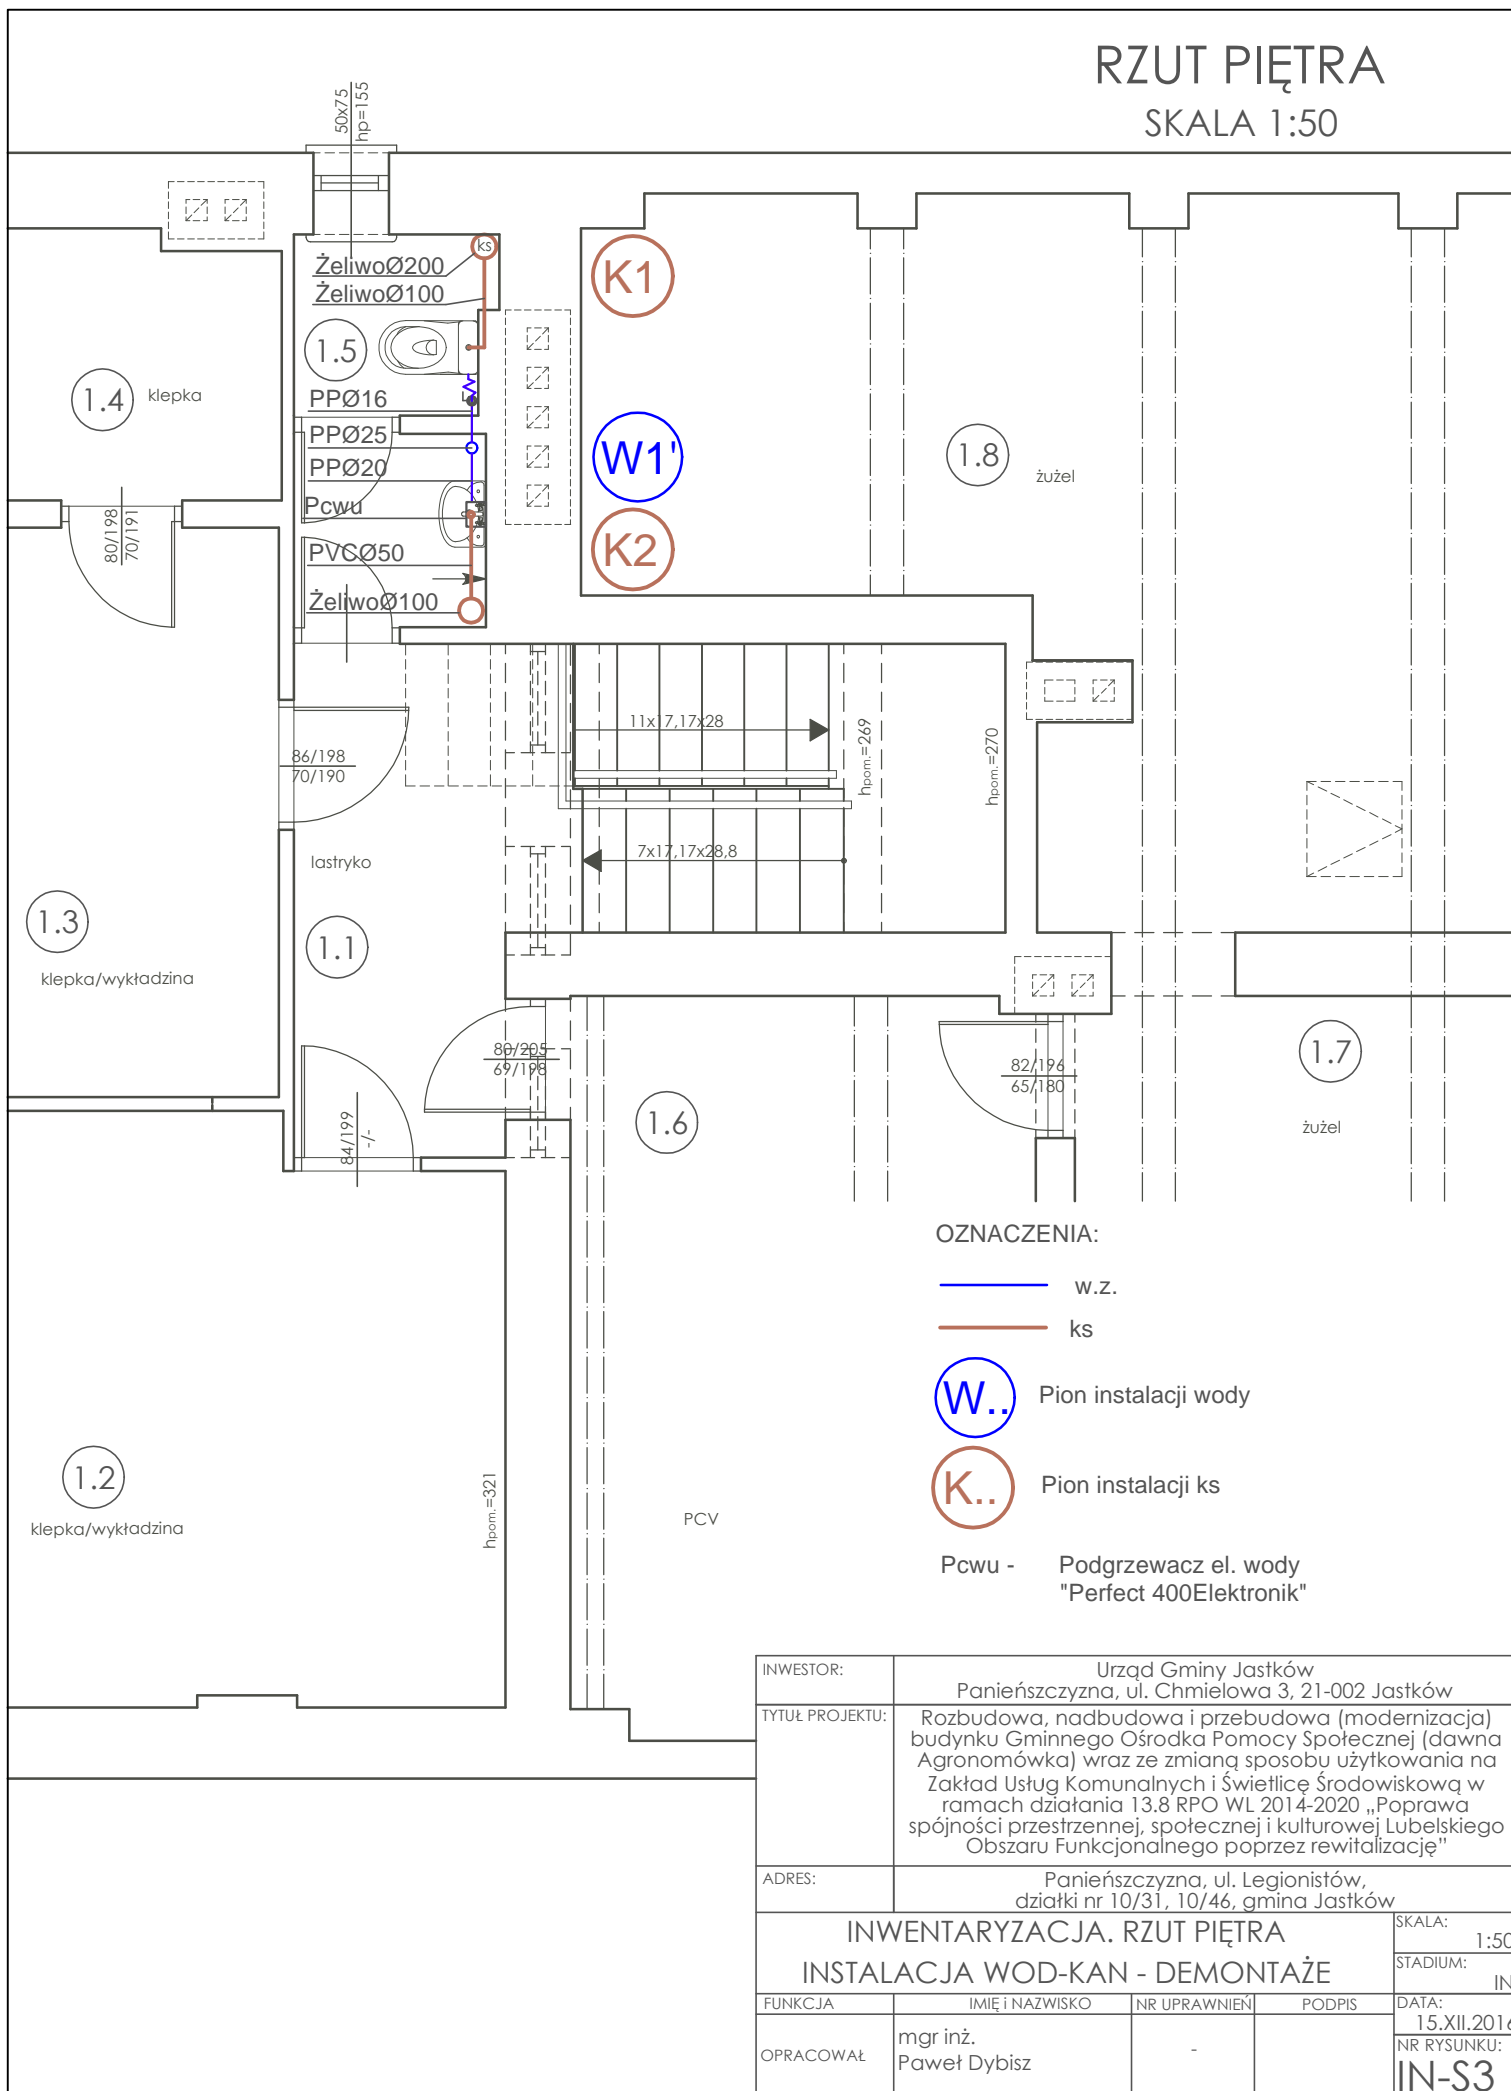 RZUT PIĘTRA
SKALA 1:50
50x75
hp=155
ks
ŻeliwoØ200
ŻeliwoØ100
K1
1.5
1.4
klepka
PPØ16
PPØ25
PPØ20
Pcwu
PVCØ50
ŻeliwoØ100
W1'
K2
1.8
żużel
80/198
70/191
11x17,17x28
hpom.=269
hpom.=270
86/198
70/190
7x17,17x28,8
lastryko
1.3
klepka/wykładzina
1.1
80/205
69/198
82/196
65/180
1.7
żużel
84/199
-/-
1.6
OZNACZENIA:
w.z.
ks
W..
Pion instalacji wody
K..
Pion instalacji ks
Pcwu - Podgrzewacz el. wody
"Perfect 400Elektronik"
1.2
klepka/wykładzina
hpom.=321
PCV
INWESTOR:
Urząd Gminy Jastków
Panieńszczyzna, ul. Chmielowa 3, 21-002 Jastków
TYTUŁ PROJEKTU:
Rozbudowa, nadbudowa i przebudowa (modernizacja)
budynku Gminnego Ośrodka Pomocy Społecznej (dawna
Agronomówka) wraz ze zmianą sposobu użytkowania na
Zakład Usług Komunalnych i Świetlicę Środowiskową w
ramach działania 13.8 RPO WL 2014-2020 „Poprawa
spójności przestrzennej, społecznej i kulturowej Lubelskiego
Obszaru Funkcjonalnego poprzez rewitalizację”
ADRES:
Panieńszczyzna, ul. Legionistów,
działki nr 10/31, 10/46, gmina Jastków
INWENTARYZACJA. RZUT PIĘTRA
INSTALACJA WOD-KAN - DEMONTAŻE
SKALA:
1:50
STADIUM:
IN
FUNKCJA
IMIĘ i NAZWISKO
NR UPRAWNIEŃ
PODPIS
DATA:
15.XII.2016
OPRACOWAŁ
mgr inż.
Paweł Dybisz
-
NR RYSUNKU:
IN-S3